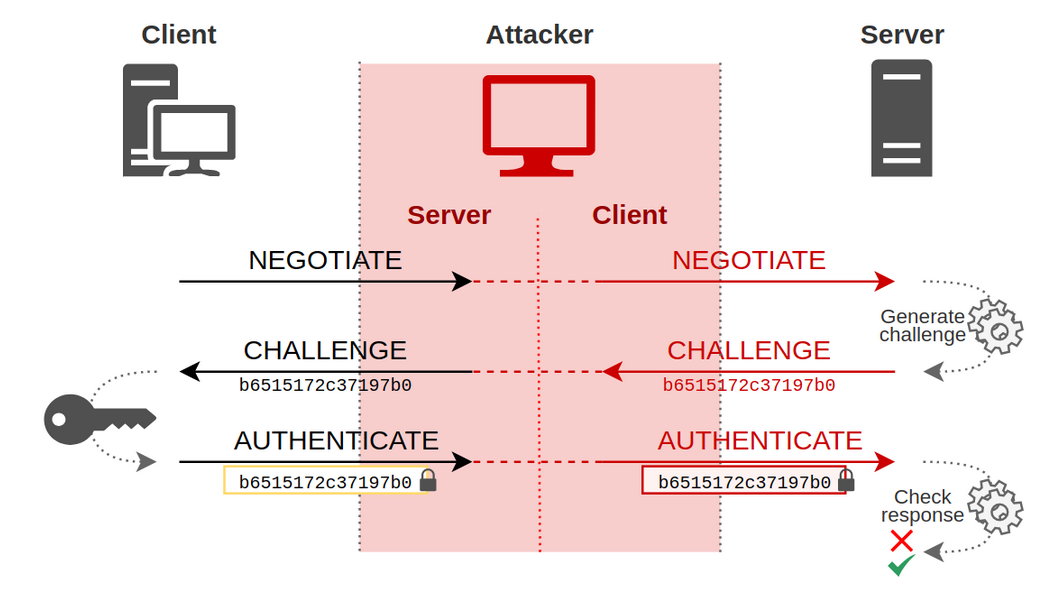 Client
Attacker
Server
Server
Client
NEGOTIATE
NEGOTIATE
Generate
challenge
CHALLENGE
CHALLENGE
b6515172c37197b0
b6515172c37197b0
AUTHENTICATE
AUTHENTICATE
b6515172c37197b0
b6515172c37197b0
Check
response